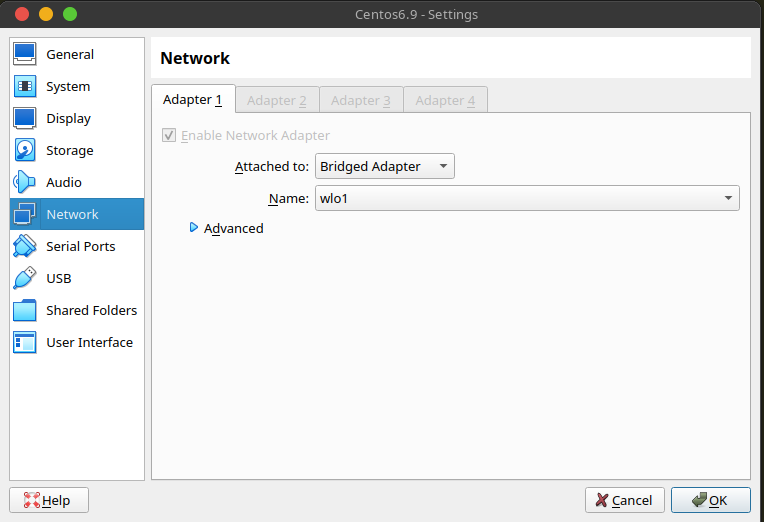 Centos6.9 - Settings
General
System
Display
Storage
Audio
Network
Serial Ports
USB
Shared Folders
User Interface
Network
Adapter 1 Adapter 2 Adapter 3 Adapter 4
Enable Network Adapter
Attached to: Bridged Adapter
Name: wlo1
Advanced
Help Cancel OK